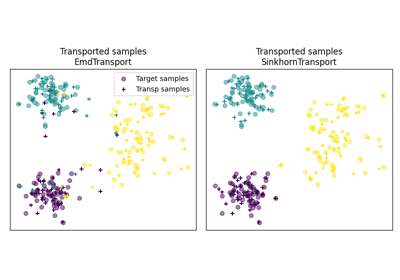 Transported samples
EmdTransport
Target samples
Transp samples
Transported samples
SinkhornTransport